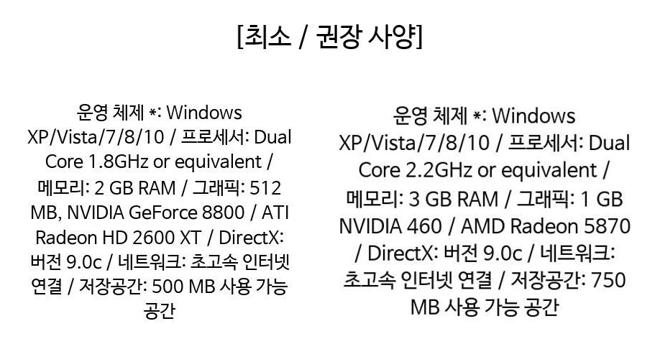 [최소 / 권장 사양]
운영 체제 *: Windows
XP/Vista/7/8/10 / 프로세서: Dual
Core 1.8GHz or equivalent /
메모리: 2 GB RAM / 그래픽: 512
MB, NVIDIA GeForce 8800 / ATI
Radeon HD 2600 XT / DirectX:
버전 9.0c / 네트워크: 초고속 인터넷
연결 / 저장공간: 500 MB 사용 가능
공간
운영 체제 *: Windows
XP/Vista/7/8/10 / 프로세서: Dual
Core 2.2GHz or equivalent /
메모리: 3 GB RAM / 그래픽: 1 GB
NVIDIA 460 / AMD Radeon 5870
/ DirectX: 버전 9.0c / 네트워크:
초고속 인터넷 연결 / 저장공간: 750
MB 사용 가능 공간